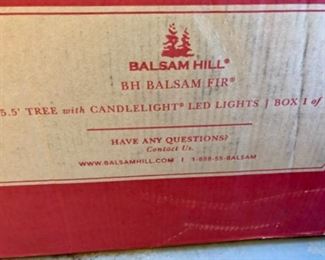 BALSAM HILL®
BH BALSAM FIR®
5.5' TREE with CANDLELIGHT® LED LIGHTS | BOX 1 of
HAVE ANY QUESTIONS?
Contact Us.
WWW.BALSAMHILL.COM | 1-888-55-BALSAM